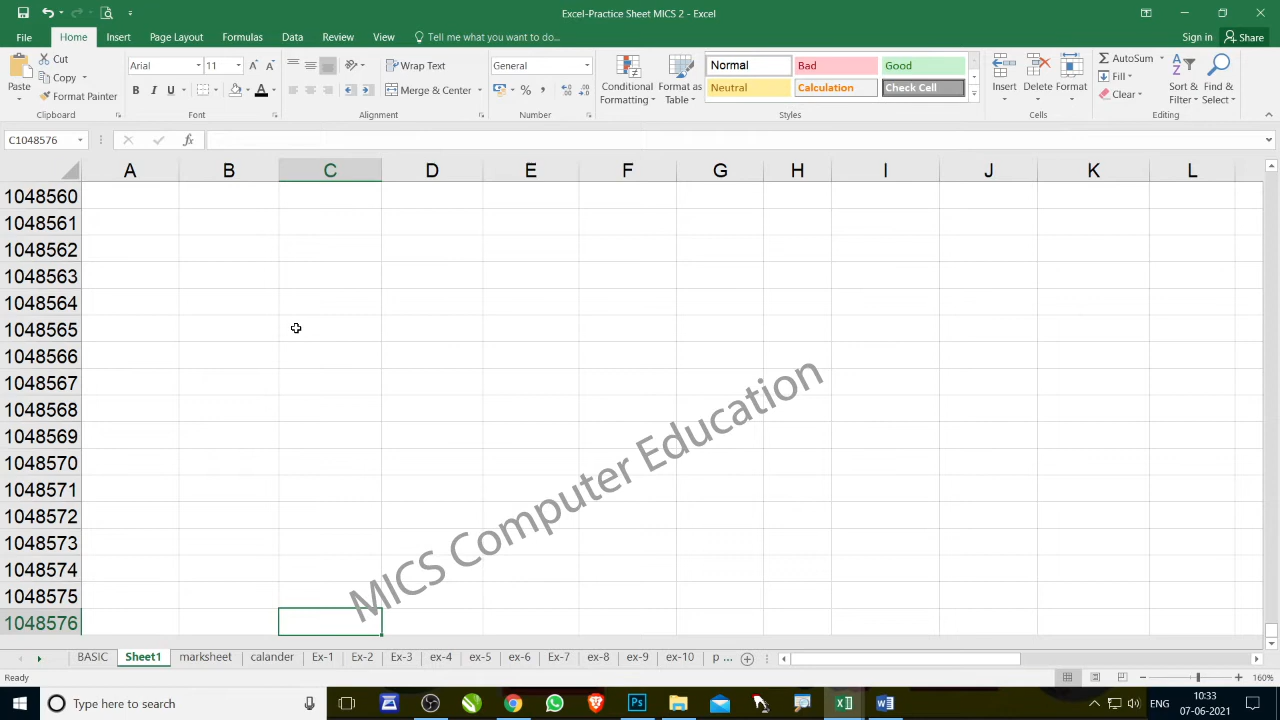 Excel-Practice Sheet MICS 2 - Excel
File Home Insert Page Layout Formulas Data Review View Tell me what you want to do... Sign in Share
Paste Cut Copy Format Painter Clipboard
Arial 11 B I U A Font
Wrap Text Merge & Center Alignment
General % Number
Conditional Formatting Format as Table
Normal Bad Good
Neutral Calculation Check Cell
Styles
Insert Delete Format Cells
AutoSum Fill Clear Sort & Filter Find & Select Editing
C1048576 fx
A B C D E F G H I J K L
1048560
1048561
1048562
1048563
1048564
1048565
1048566
1048567
1048568
1048569
1048570
1048571
1048572
1048573
1048574
1048575
1048576
MICS Computer Education
BASIC Sheet1 marksheet calander Ex-1 Ex-2 Ex-3 ex-4 ex-5 ex-6 Ex-7 ex-8 ex-9 ex-10 p ...
Ready 160%
Type here to search ENG 10:33
07-06-2021